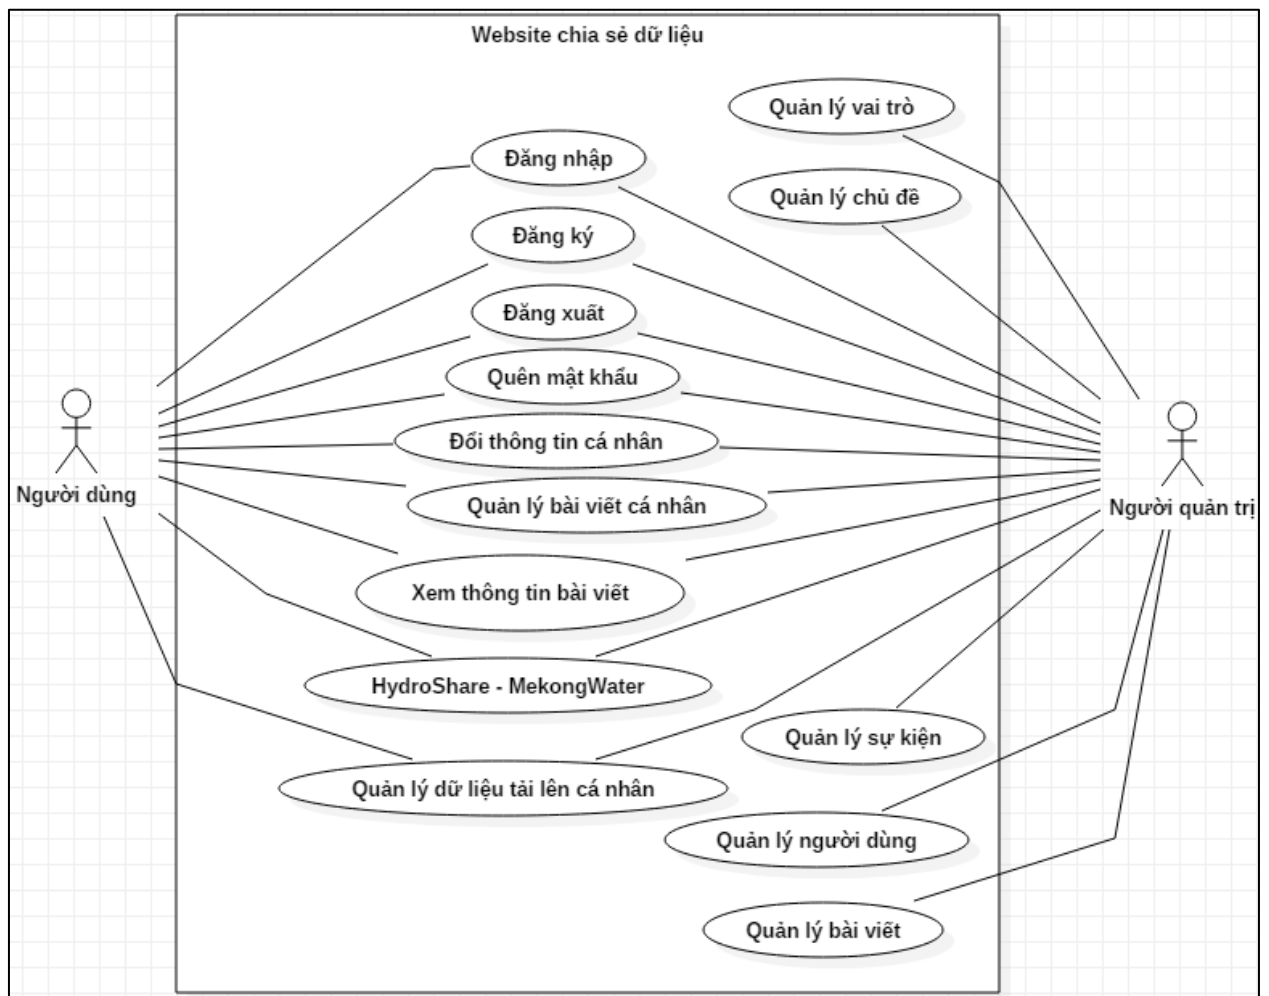 Website chia sẻ dữ liệu
Quản lý vai trò
Đăng nhập
Quản lý chủ đề
Đăng ký
Đăng xuất
Quên mật khẩu
Đổi thông tin cá nhân
Người dùng
Quản lý bài viết cá nhân
Người quản trị
Xem thông tin bài viết
HydroShare - MekongWater
Quản lý sự kiện
Quản lý dữ liệu tải lên cá nhân
Quản lý người dùng
Quản lý bài viết